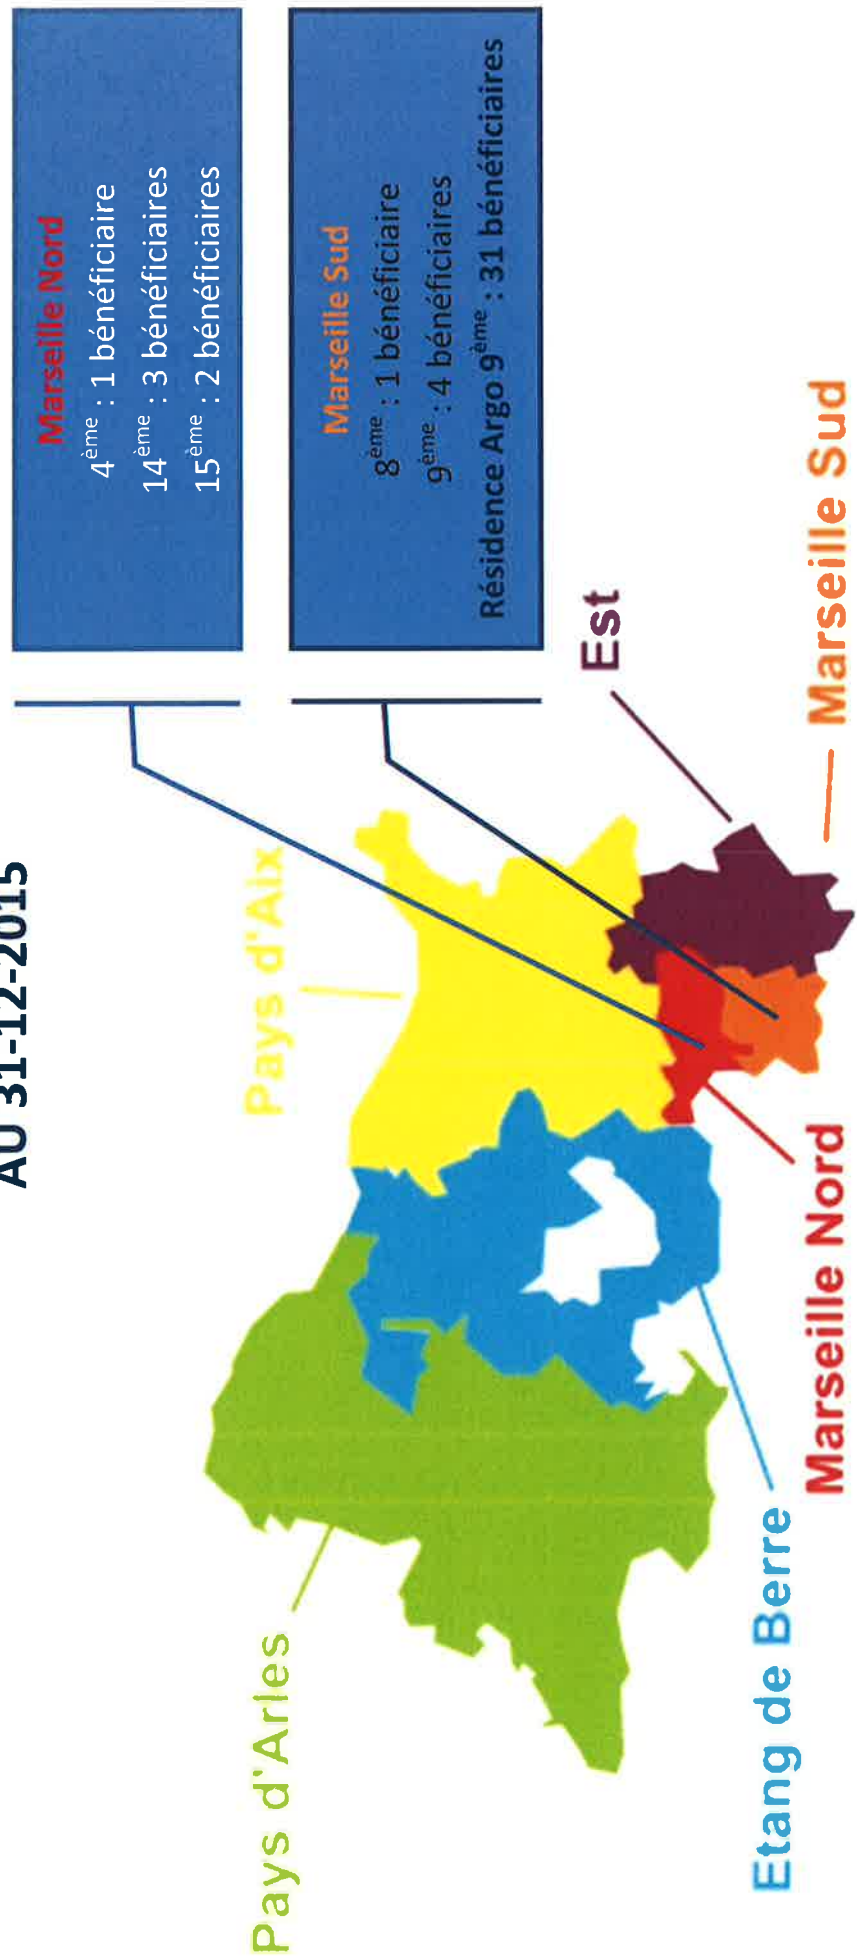 AU 31-12-2015
Marseille Nord
4ème : 1 bénéficiaire
14ème : 3 bénéficiaires
15ème : 2 bénéficiaires
Marseille Sud
8ème : 1 bénéficiaire
9ème : 4 bénéficiaires
Résidence Argo 9ème : 31 bénéficiaires
Pays d'Arles
Pays d'Aix
Est
Etang de Berre
Marseille Nord
Marseille Sud